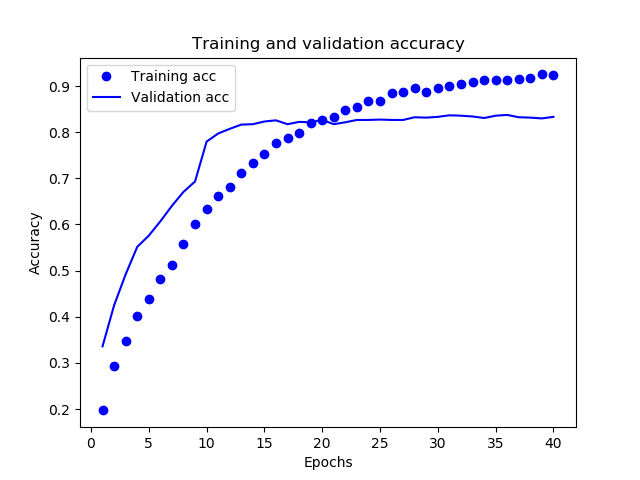 Training and validation accuracy
Training acc
Validation acc
Accuracy
0.9
0.8
0.7
0.6
0.5
0.4
0.3
0.2
0 5 10 15 20 25 30 35 40
Epochs